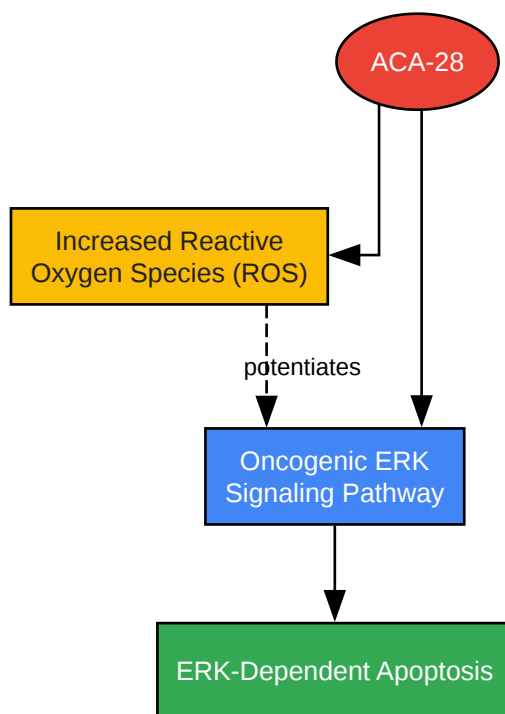 ACA-28
Increased Reactive
Oxygen Species (ROS)
potentiates
Oncogenic ERK
Signaling Pathway
ERK-Dependent Apoptosis